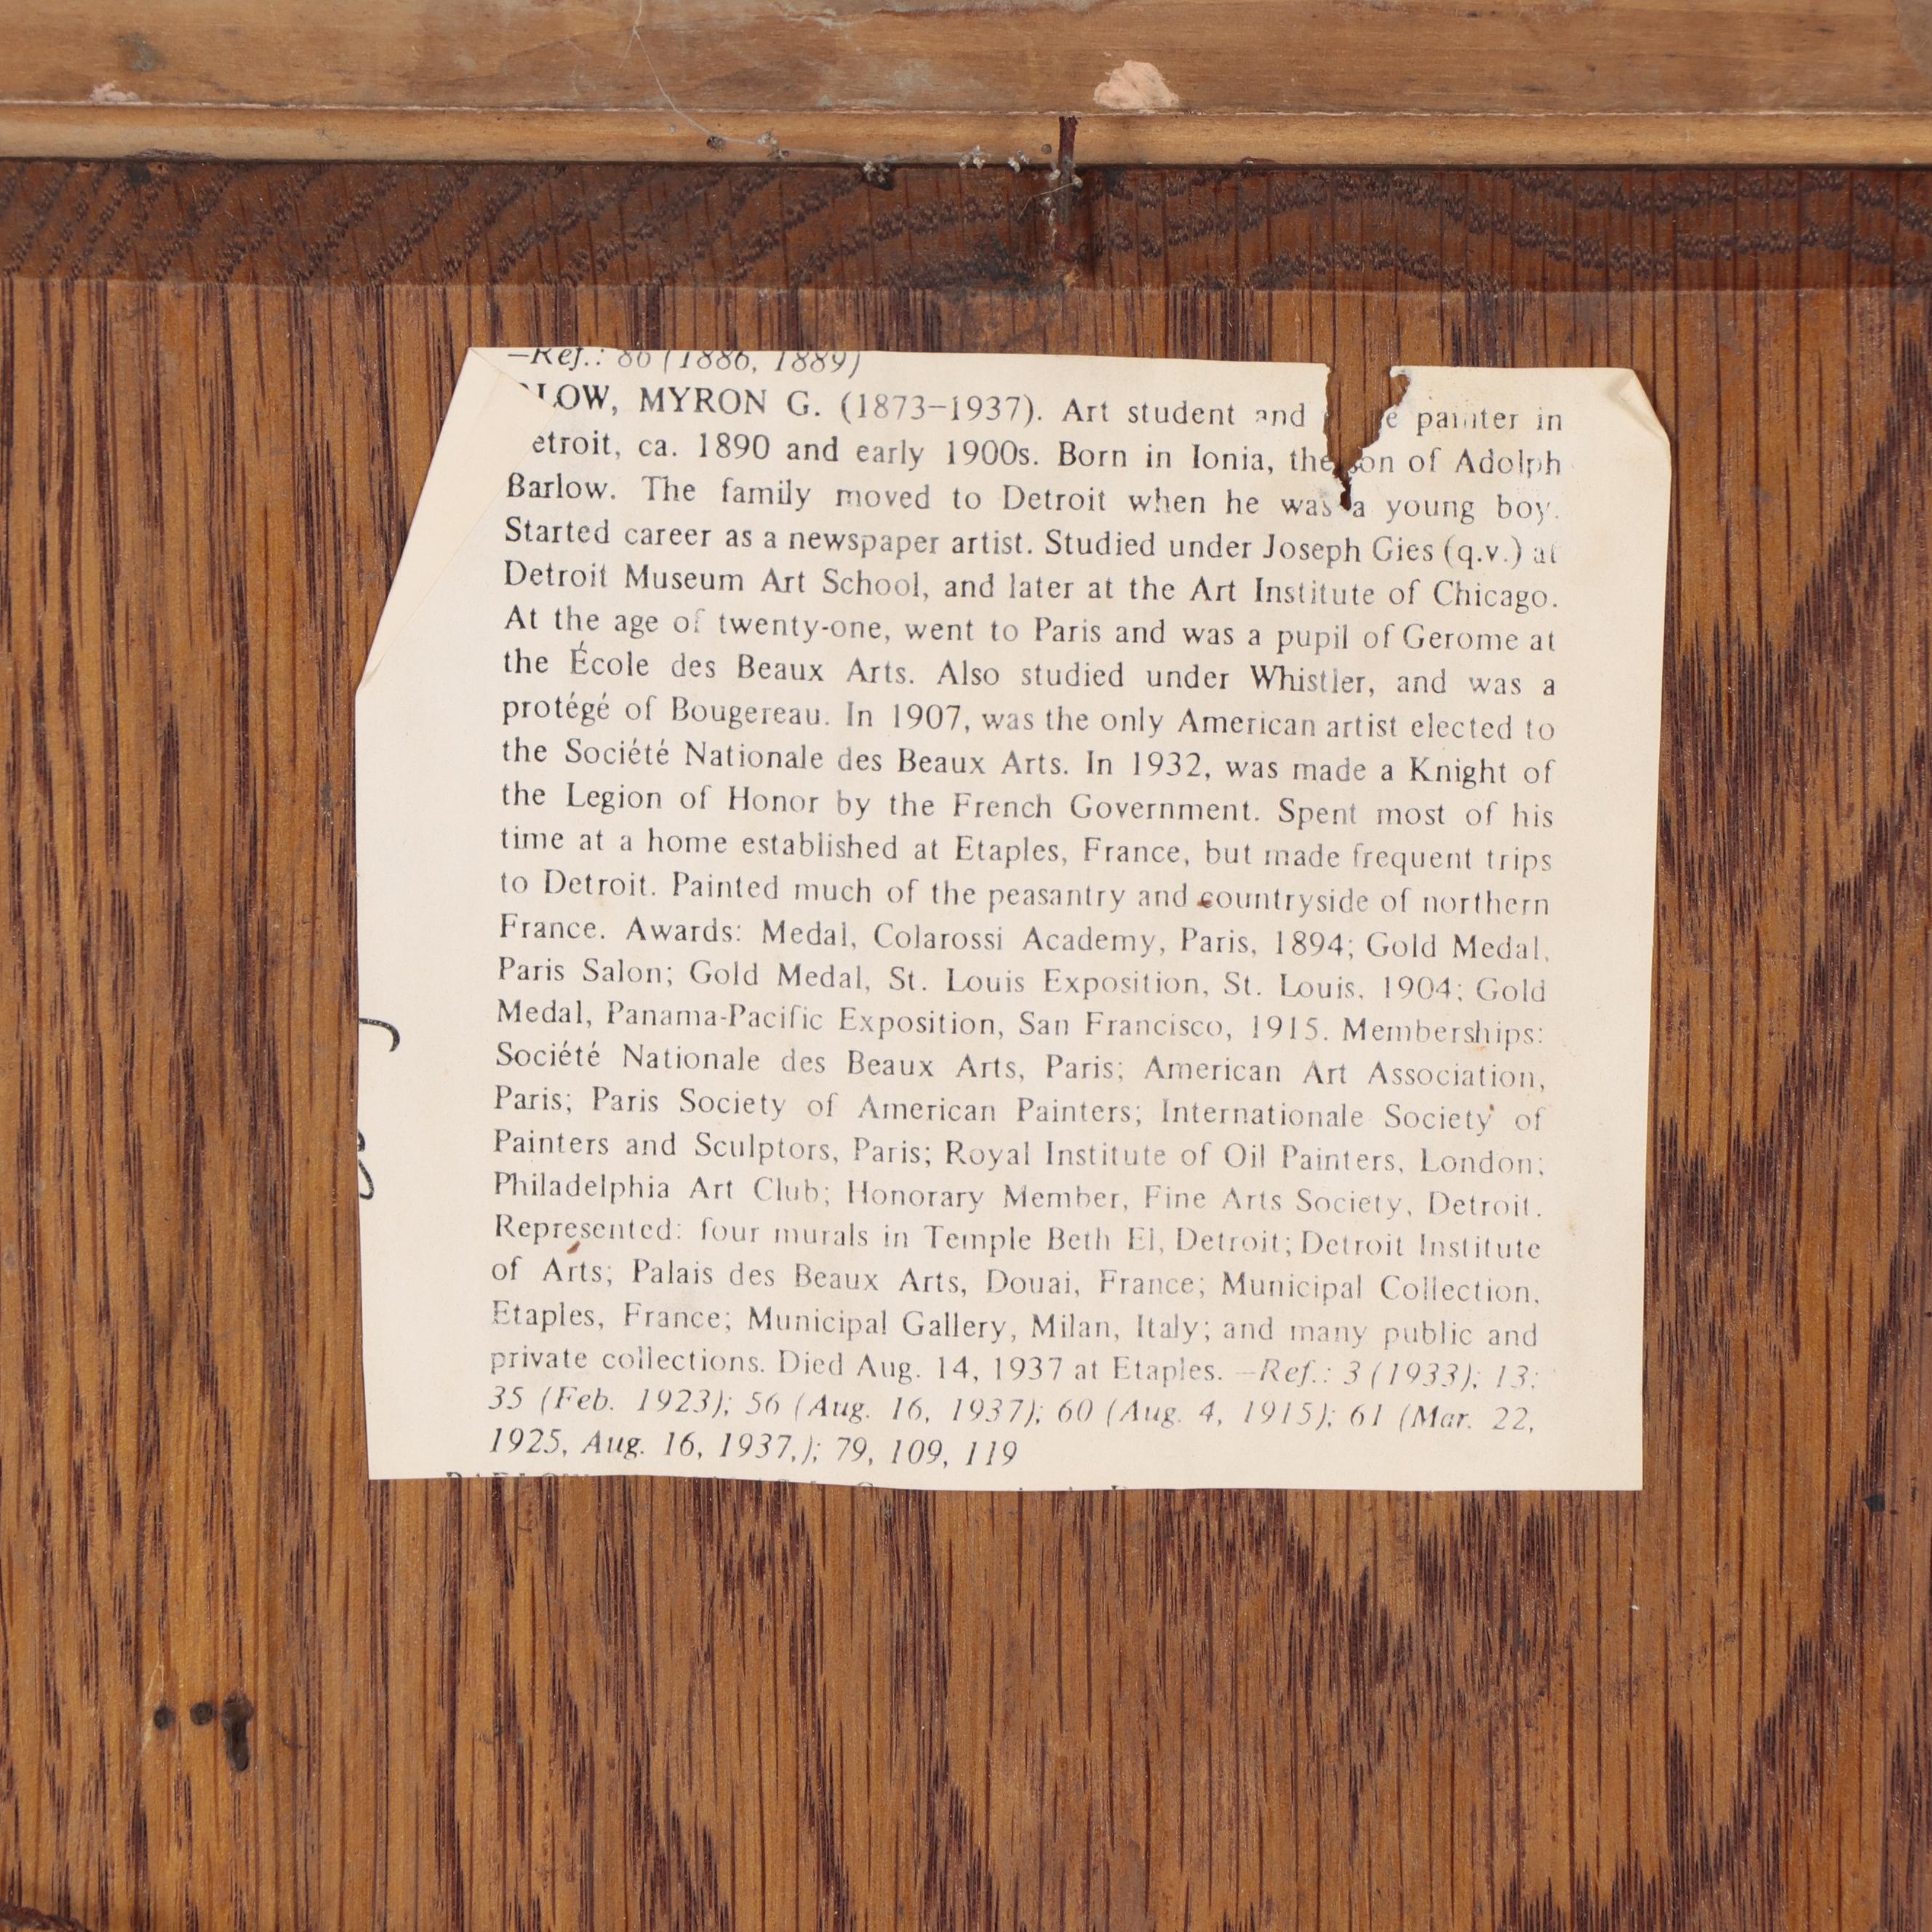 —Ref.: 86 (1886, 1889)
LOW, MYRON G. (1873–1937). Art student and painter in
etroit, ca. 1890 and early 1900s. Born in Ionia, the son of Adolph
Barlow. The family moved to Detroit when he was a young boy.
Started career as a newspaper artist. Studied under Joseph Gies (q.v.) at
Detroit Museum Art School, and later at the Art Institute of Chicago.
At the age of twenty-one, went to Paris and was a pupil of Gerome at
the École des Beaux Arts. Also studied under Whistler, and was a
protégé of Bougereau. In 1907, was the only American artist elected to
the Société Nationale des Beaux Arts. In 1932, was made a Knight of
the Legion of Honor by the French Government. Spent most of his
time at a home established at Etaples, France, but made frequent trips
to Detroit. Painted much of the peasantry and countryside of northern
France. Awards: Medal, Colarossi Academy, Paris, 1894; Gold Medal,
Paris Salon; Gold Medal, St. Louis Exposition, St. Louis, 1904; Gold
Medal, Panama-Pacific Exposition, San Francisco, 1915. Memberships:
Société Nationale des Beaux Arts, Paris; American Art Association,
Paris; Paris Society of American Painters; Internationale Society of
Painters and Sculptors, Paris; Royal Institute of Oil Painters, London;
Philadelphia Art Club; Honorary Member, Fine Arts Society, Detroit.
Represented: four murals in Temple Beth El, Detroit; Detroit Institute
of Arts; Palais des Beaux Arts, Douai, France; Municipal Collection,
Etaples, France; Municipal Gallery, Milan, Italy; and many public and
private collections. Died Aug. 14, 1937 at Etaples. —Ref.: 3 (1933); 13;
35 (Feb. 1923); 56 (Aug. 16, 1937); 60 (Aug. 4, 1915); 61 (Mar. 22,
1925, Aug. 16, 1937,); 79, 109, 119